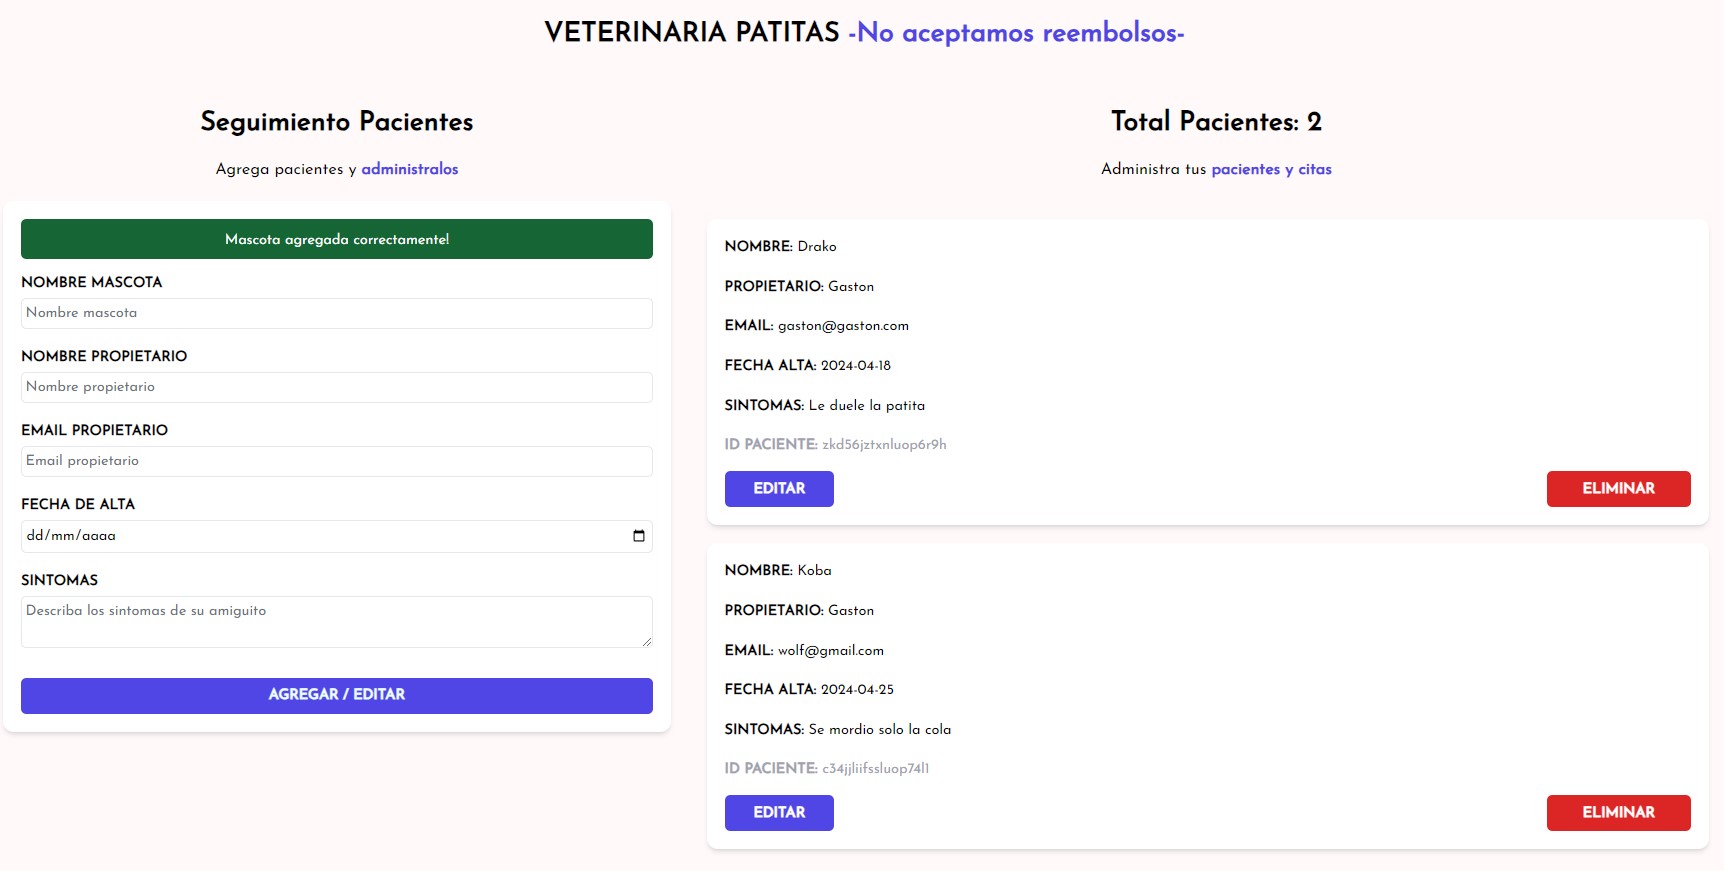 VETERINARIA PATITAS -No aceptamos reembolsos-
Seguimiento Pacientes
Agrega pacientes y administralos
Mascota agregada correctamente!
NOMBRE MASCOTA
Nombre mascota
NOMBRE PROPIETARIO
Nombre propietario
EMAIL PROPIETARIO
Email propietario
FECHA DE ALTA
dd/mm/aaaa
SINTOMAS
Describa los sintomas de su amiguito
AGREGAR / EDITAR
Total Pacientes: 2
Administra tus pacientes y citas
NOMBRE: Drako
PROPIETARIO: Gaston
EMAIL: gaston@gaston.com
FECHA ALTA: 2024-04-18
SINTOMAS: Le duele la patita
ID PACIENTE: zkd56jztxnluop6r9h
EDITAR
ELIMINAR
NOMBRE: Koba
PROPIETARIO: Gaston
EMAIL: wolf@gmail.com
FECHA ALTA: 2024-04-25
SINTOMAS: Se mordio solo la cola
ID PACIENTE: c34jjliifssluop74l1
EDITAR
ELIMINAR